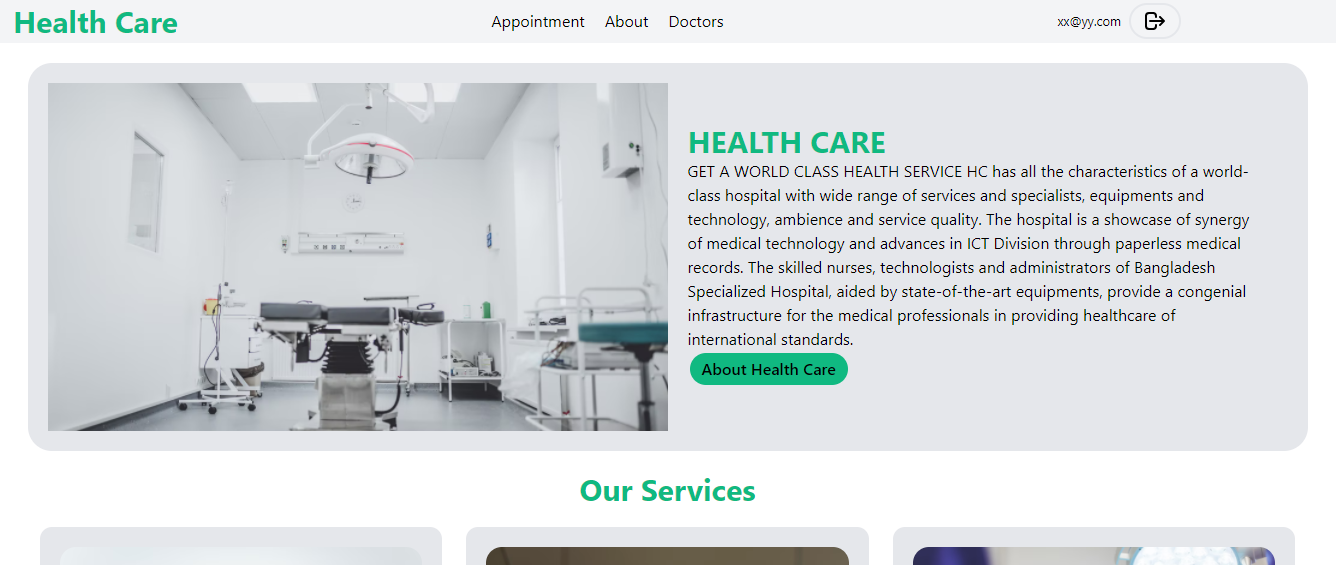 Health Care
Appointment About Doctors
xx@yy.com
HEALTH CARE
GET A WORLD CLASS HEALTH SERVICE HC has all the characteristics of a world-
class hospital with wide range of services and specialists, equipments and
technology, ambience and service quality. The hospital is a showcase of synergy
of medical technology and advances in ICT Division through paperless medical
records. The skilled nurses, technologists and administrators of Bangladesh
Specialized Hospital, aided by state-of-the-art equipments, provide a congenial
infrastructure for the medical professionals in providing healthcare of
international standards.
About Health Care
Our Services